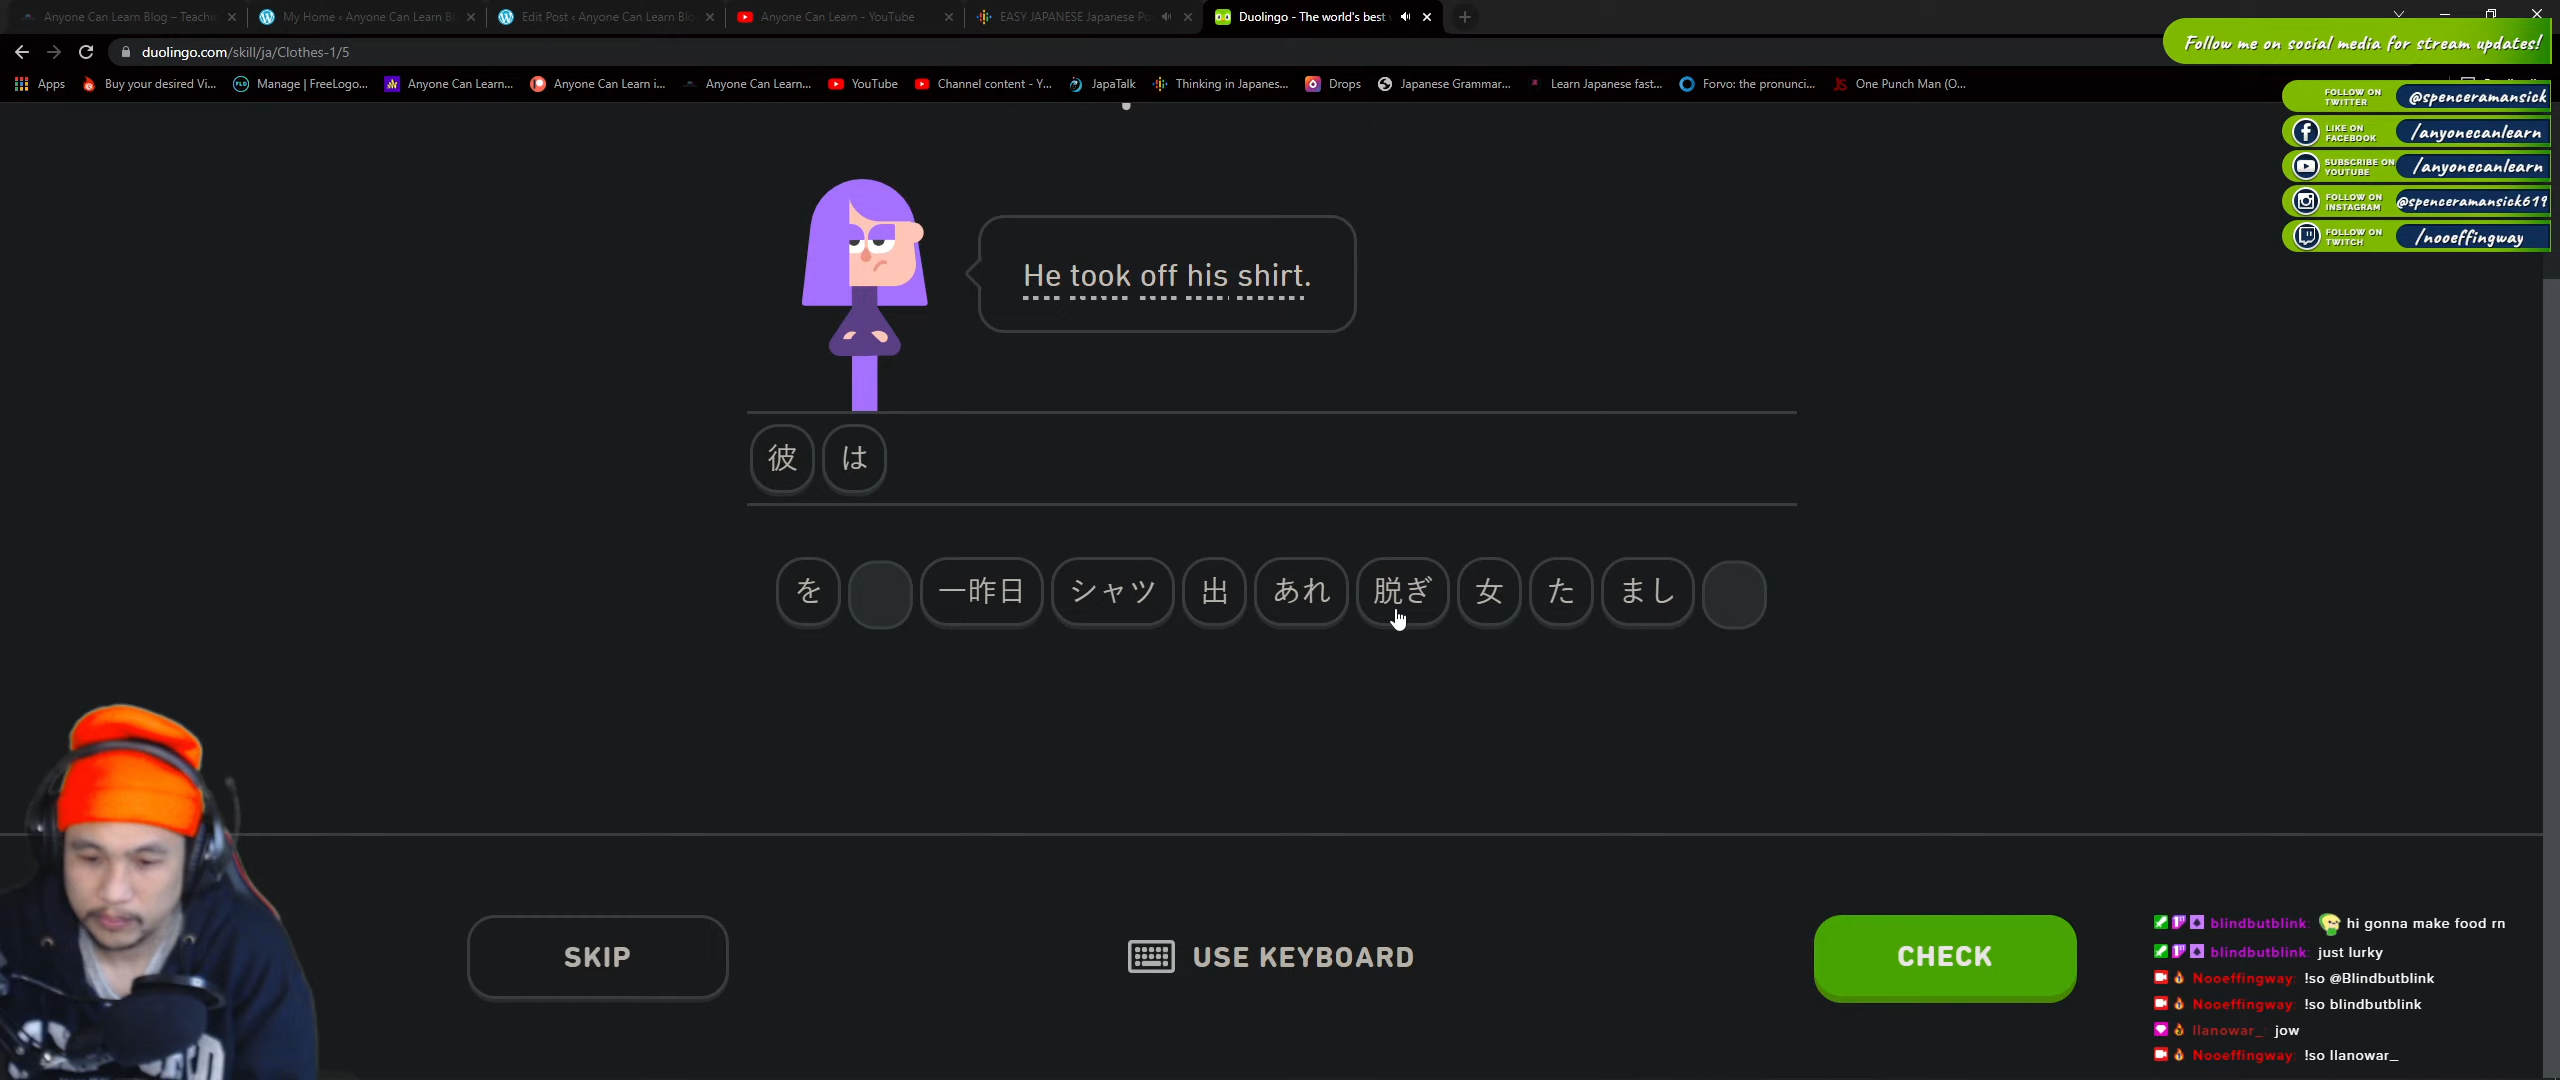 Anyone Can Learn Blog – Teachi
My Home ‹ Anyone Can Learn Bl
Edit Post ‹ Anyone Can Learn Blo
Anyone Can Learn - YouTube
EASY JAPANESE Japanese Po
Duolingo - The world's best
duolingo.com/skill/ja/Clothes-1/5
Apps
Buy your desired Vi...
Manage | FreeLogo...
Anyone Can Learn...
Anyone Can Learn i...
Anyone Can Learn...
YouTube
Channel content - Y...
JapaTalk
Thinking in Japanes...
Drops
Japanese Grammar...
Learn Japanese fast...
Forvo: the pronunci...
One Punch Man (O...
Follow me on social media for stream updates!
FOLLOW ON TWITTER @spenceramansick
LIKE ON FACEBOOK /anyonecanlearn
SUBSCRIBE ON YOUTUBE /anyonecanlearn
FOLLOW ON INSTAGRAM @spenceramansick619
FOLLOW ON TWITCH /nooeffingway
He took off his shirt.
彼 は
を 一昨日 シャツ 出 あれ 脱ぎ 女 た まし
SKIP
USE KEYBOARD
CHECK
blindbutblink: hi gonna make food rn
blindbutblink: just lurky
Nooeffingway: !so @Blindbutblink
Nooeffingway: !so blindbutblink
llanowar_: jow
Nooeffingway: !so llanowar_